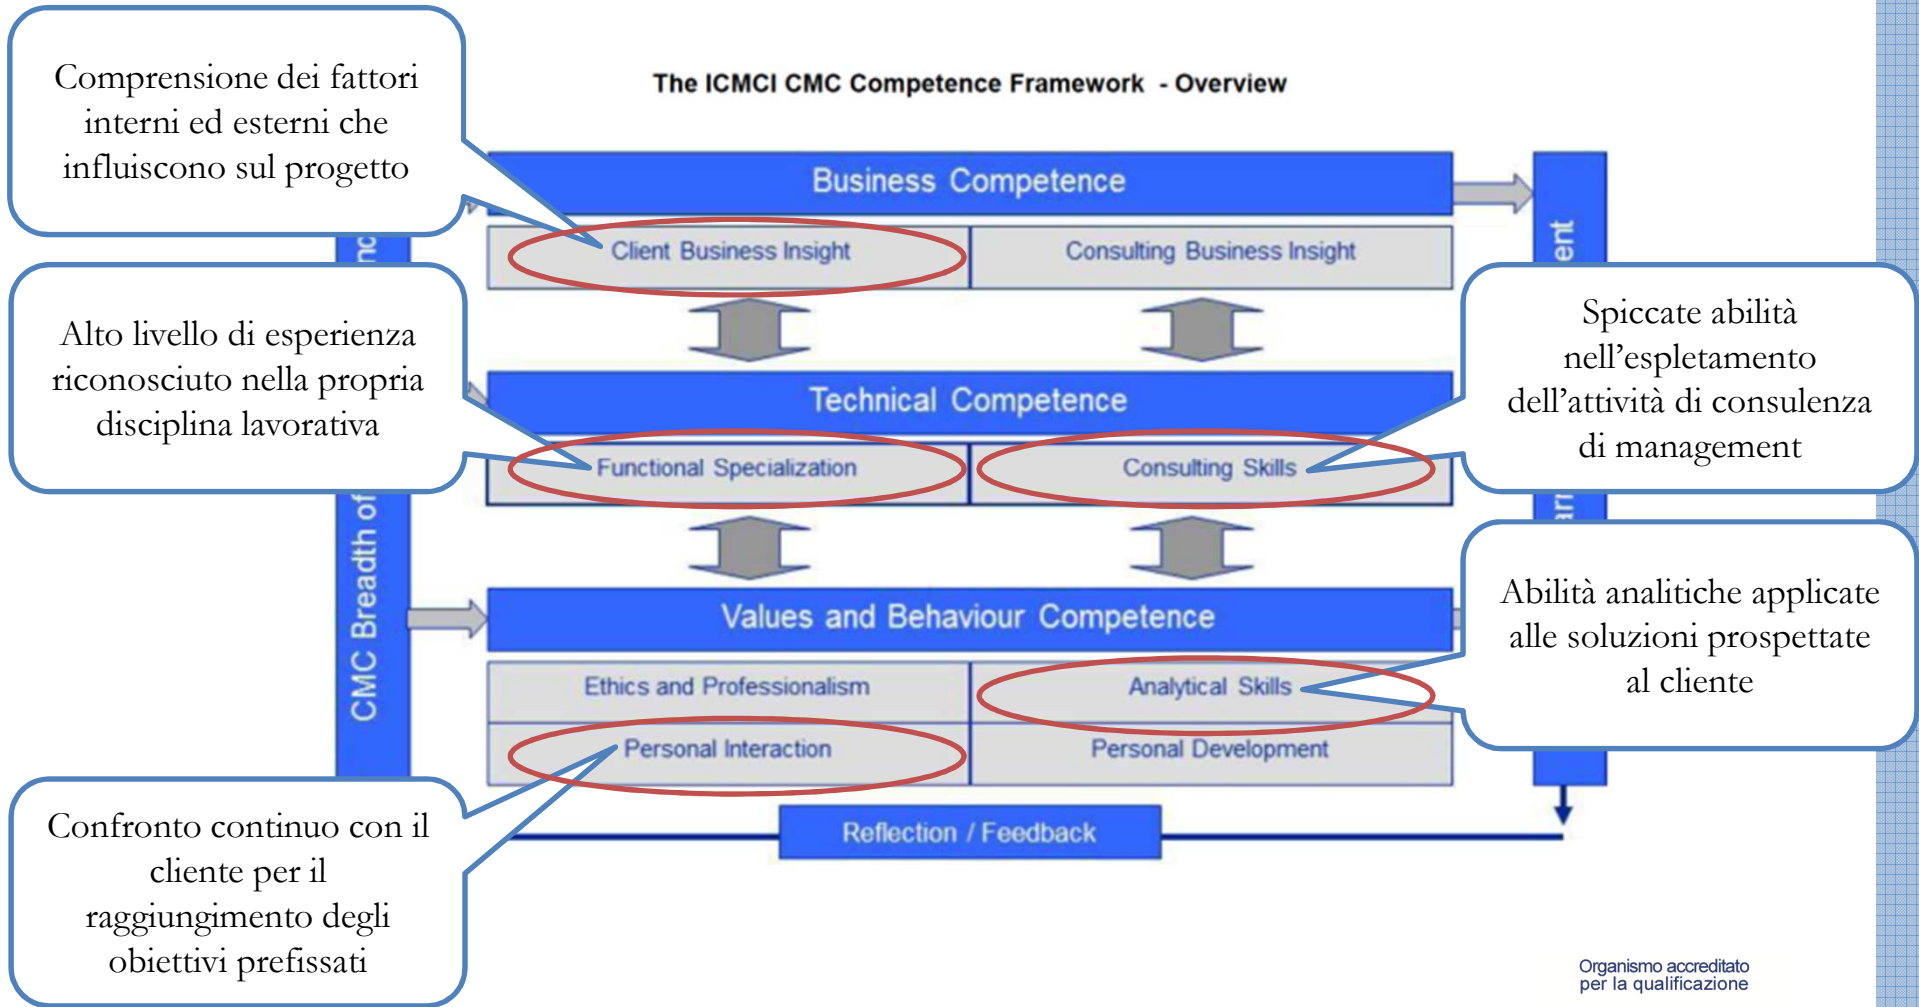 Comprensione dei fattori
interni ed esterni che
influiscono sul progetto
The ICMCI CMC Competence Framework - Overview
Business Competence
Client Business Insight
Consulting Business Insight
Alto livello di esperienza
riconosciuto nella propria
disciplina lavorativa
Technical Competence
Functional Specialization
Consulting Skills
Spiccate abilità
nell’espletamento
dell’attività di consulenza
di management
CMC Breadth of
Values and Behaviour Competence
Ethics and Professionalism
Analytical Skills
Personal Interaction
Personal Development
Abilità analitiche applicate
alle soluzioni prospettate
al cliente
Confronto continuo con il
cliente per il
raggiungimento degli
obiettivi prefissati
Reflection / Feedback
Organismo accreditato
per la qualificazione